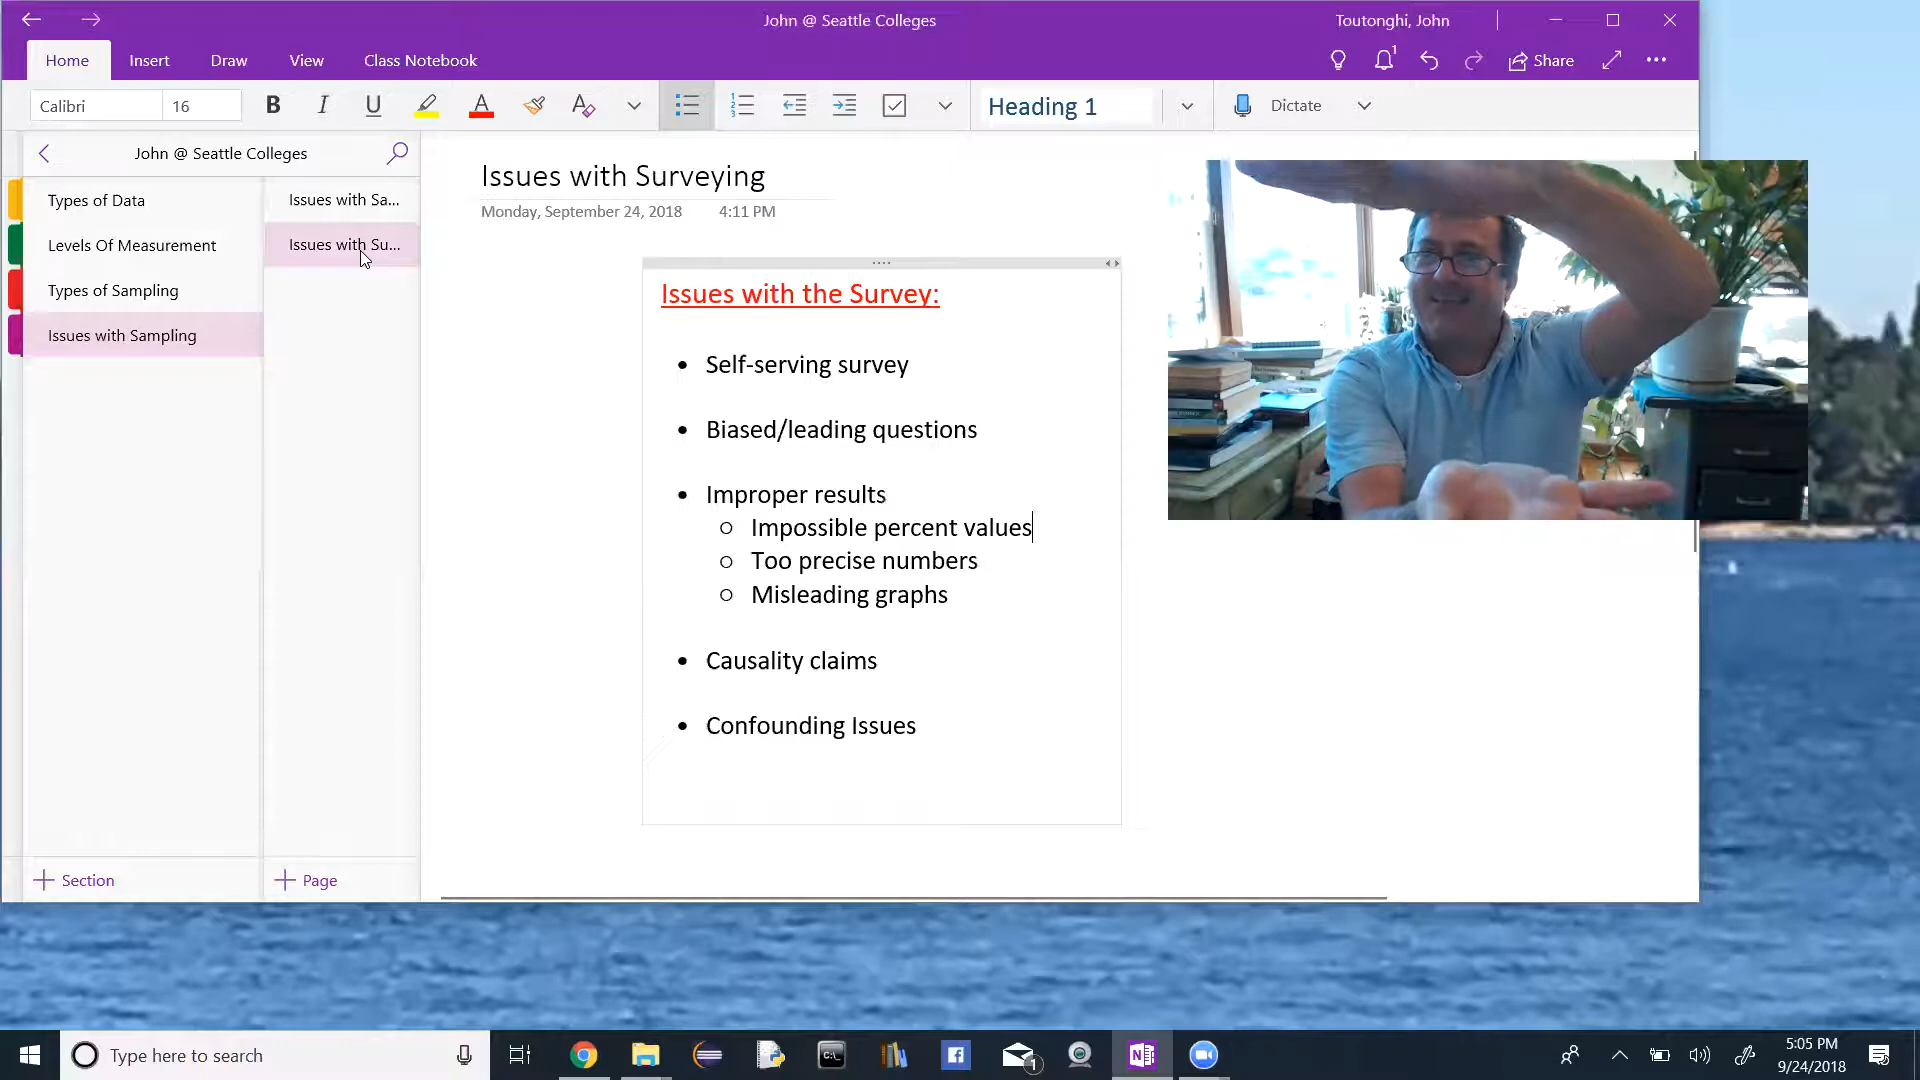 John @ Seattle Colleges
Toutonghi, John
Home
Insert
Draw
View
Class Notebook
1
Share
Calibri
16
B
I
U
A
A
Heading 1
Dictate
John @ Seattle Colleges
Types of Data
Levels Of Measurement
Types of Sampling
Issues with Sampling
Issues with Sa...
Issues with Su...
Issues with Surveying
Monday, September 24, 2018 4:11 PM
Issues with the Survey:
• Self-serving survey
• Biased/leading questions
• Improper results
○ Impossible percent values
○ Too precise numbers
○ Misleading graphs
• Causality claims
• Confounding Issues
+ Section
+ Page
Type here to search
1
5:05 PM
9/24/2018